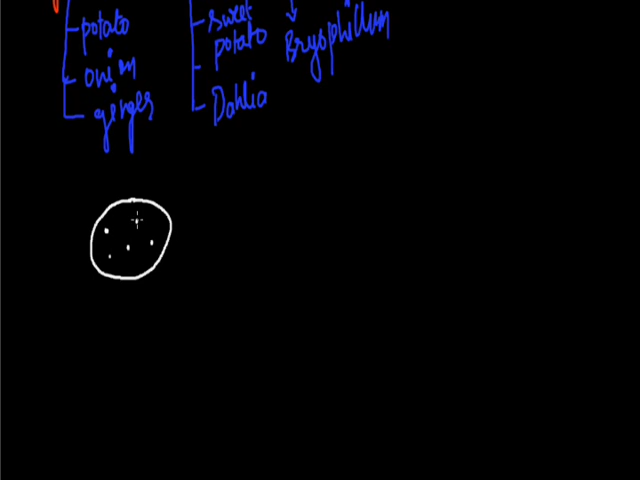 potato
onion
ginger
sweet
potato
Dahlia
Bryophillum